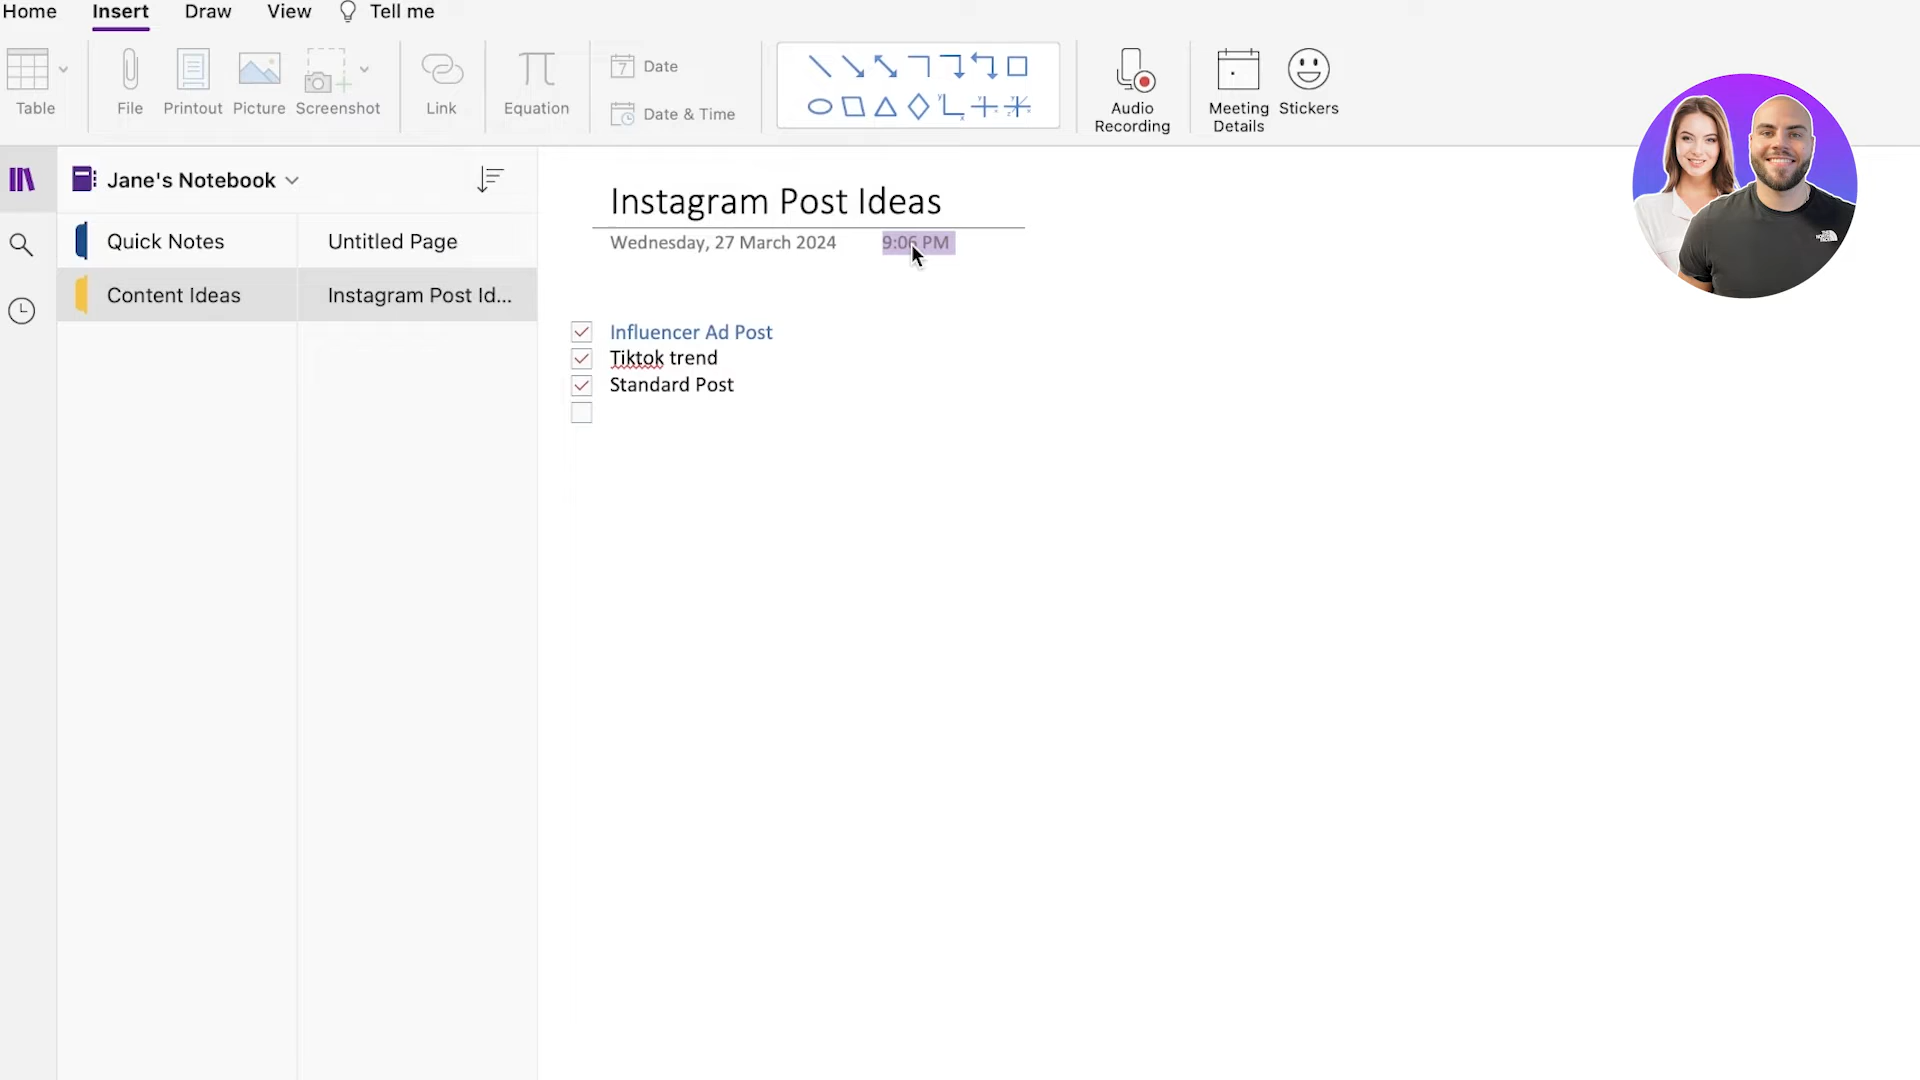 Home Insert Draw View Tell me
Table File Printout Picture Screenshot Link Equation
7 Date
Date & Time
Audio
Recording
Meeting
Details
Stickers
Jane's Notebook
Quick Notes
Content Ideas
Untitled Page
Instagram Post Id...
Instagram Post Ideas
Wednesday, 27 March 2024 9:06 PM
Influencer Ad Post
Tiktok trend
Standard Post